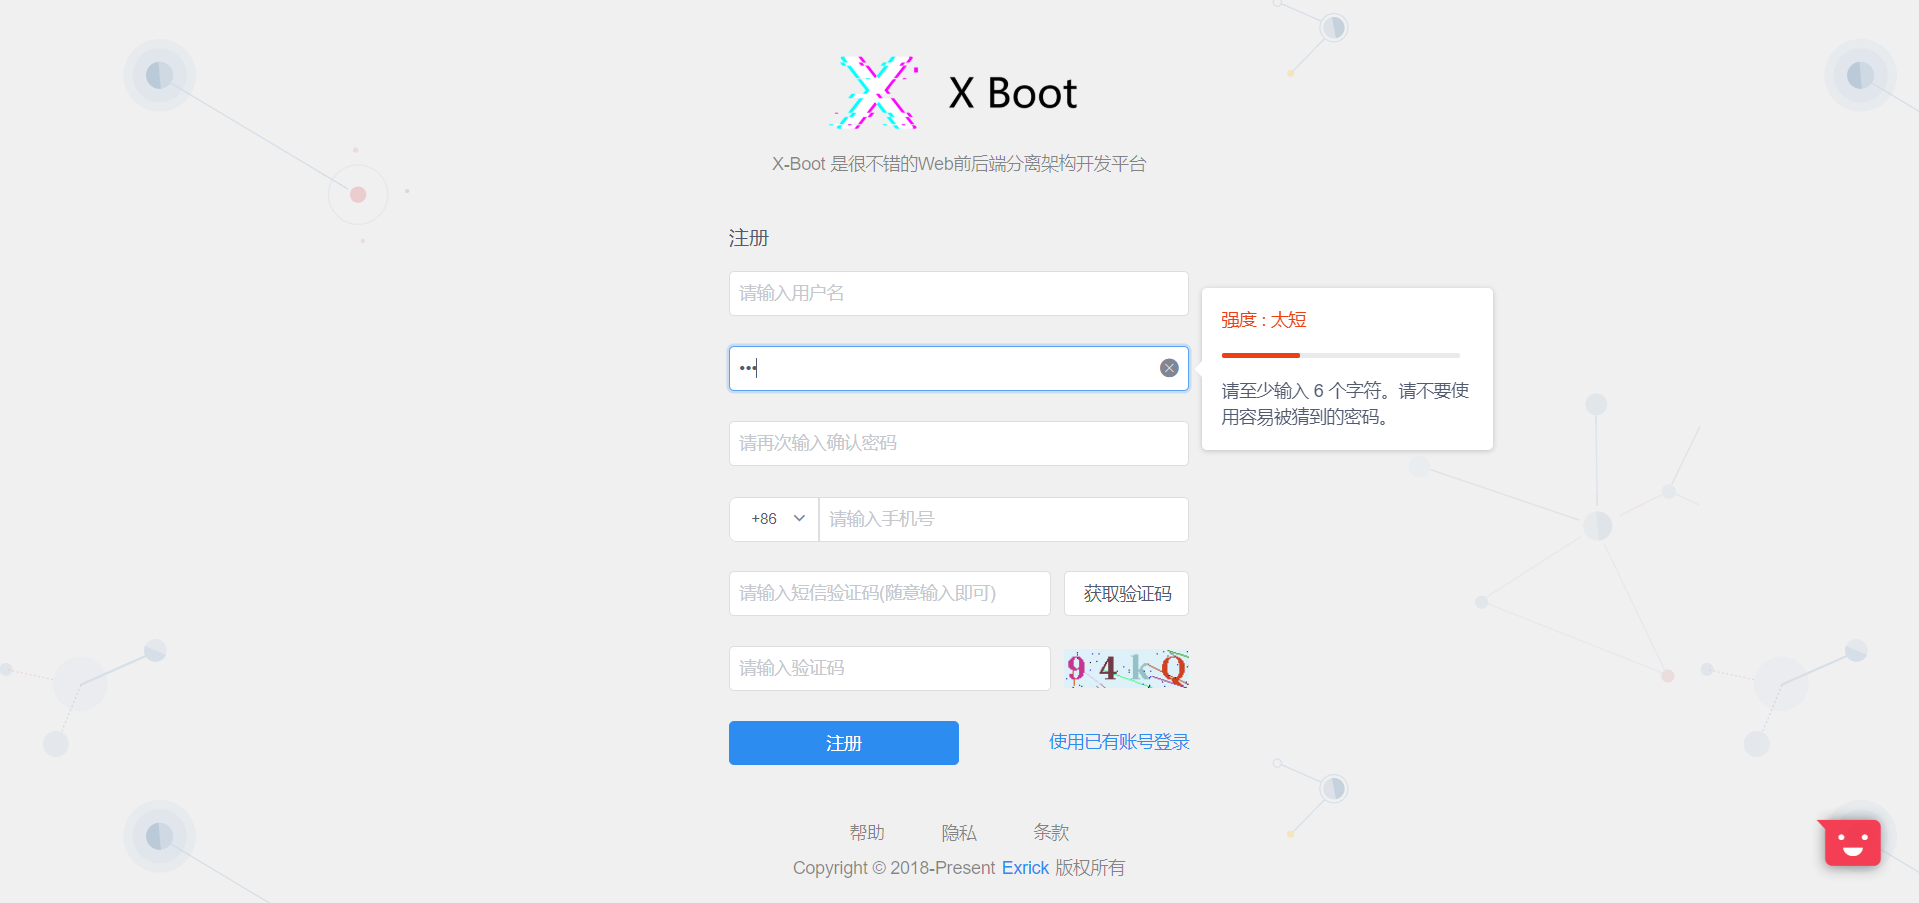 X Boot
X-Boot 是很不错的Web前后端分离架构开发平台
注册
请输入用户名
•••
强度 : 太短
请至少输入 6 个字符。请不要使
用容易被猜到的密码。
请再次输入确认密码
+86 请输入手机号
请输入短信验证码(随意输入即可) 获取验证码
请输入验证码 94kQ
注册 使用已有账号登录
帮助 隐私 条款
Copyright © 2018-Present Exrick 版权所有